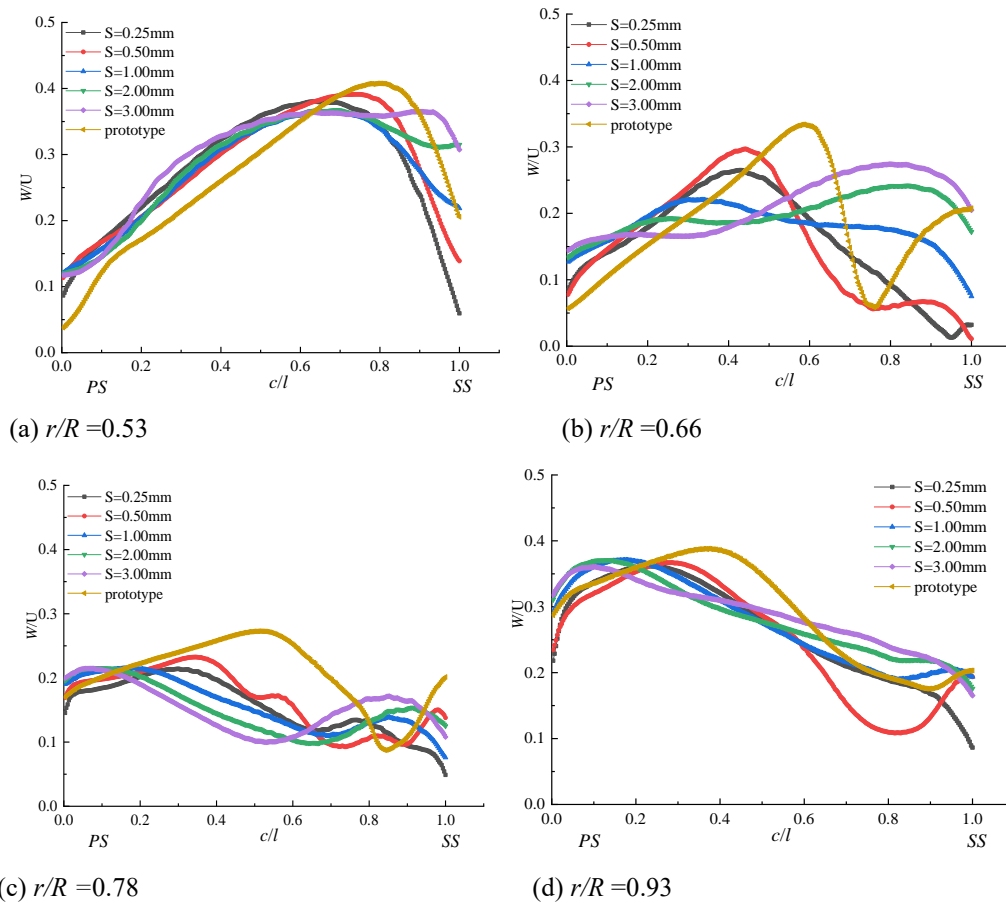 0.5
0.4
0.3
0.2
0.1
0.0
W/U
S=0.25mm
S=0.50mm
S=1.00mm
S=2.00mm
S=3.00mm
prototype
0.0 0.2 0.4 0.6 0.8 1.0
PS c/l SS
(a) r/R =0.53
0.5
0.4
0.3
0.2
0.1
0.0
W/U
S=0.25mm
S=0.50mm
S=1.00mm
S=2.00mm
S=3.00mm
prototype
0.0 0.2 0.4 0.6 0.8 1.0
PS c/l SS
(b) r/R =0.66
0.5
0.4
0.3
0.2
0.1
0.0
W/U
S=0.25mm
S=0.50mm
S=1.00mm
S=2.00mm
S=3.00mm
prototype
0.0 0.2 0.4 0.6 0.8 1.0
PS c/l SS
(c) r/R =0.78
0.5
0.4
0.3
0.2
0.1
0.0
W/U
S=0.25mm
S=0.50mm
S=1.00mm
S=2.00mm
S=3.00mm
prototype
0.0 0.2 0.4 0.6 0.8 1.0
PS c/l SS
(d) r/R =0.93